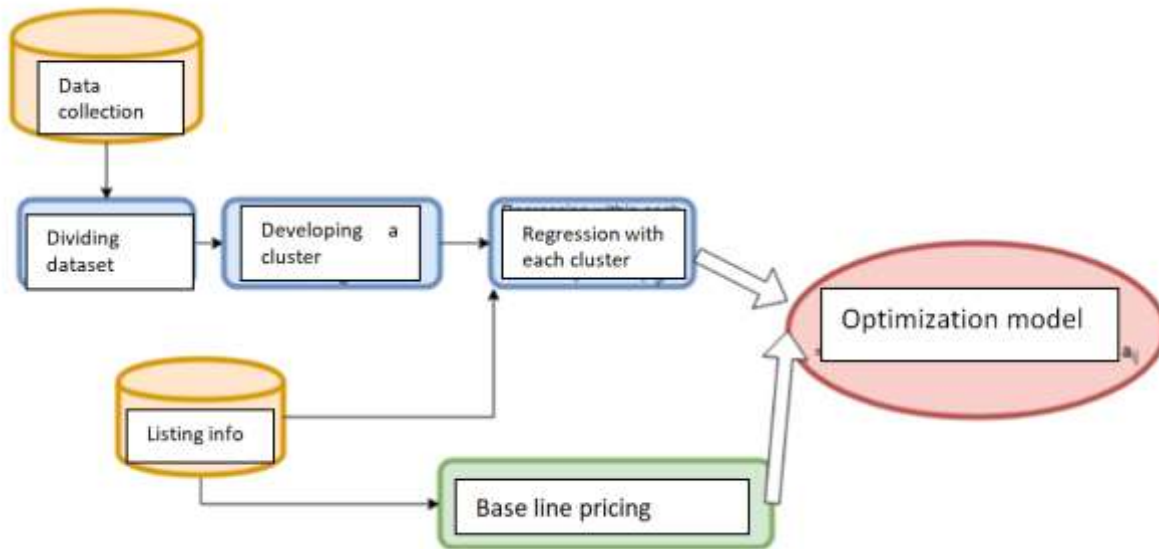 Data
collection
Dividing
dataset
Developing a
cluster
Regression with
each cluster
Optimization model
Listing info
Base line pricing